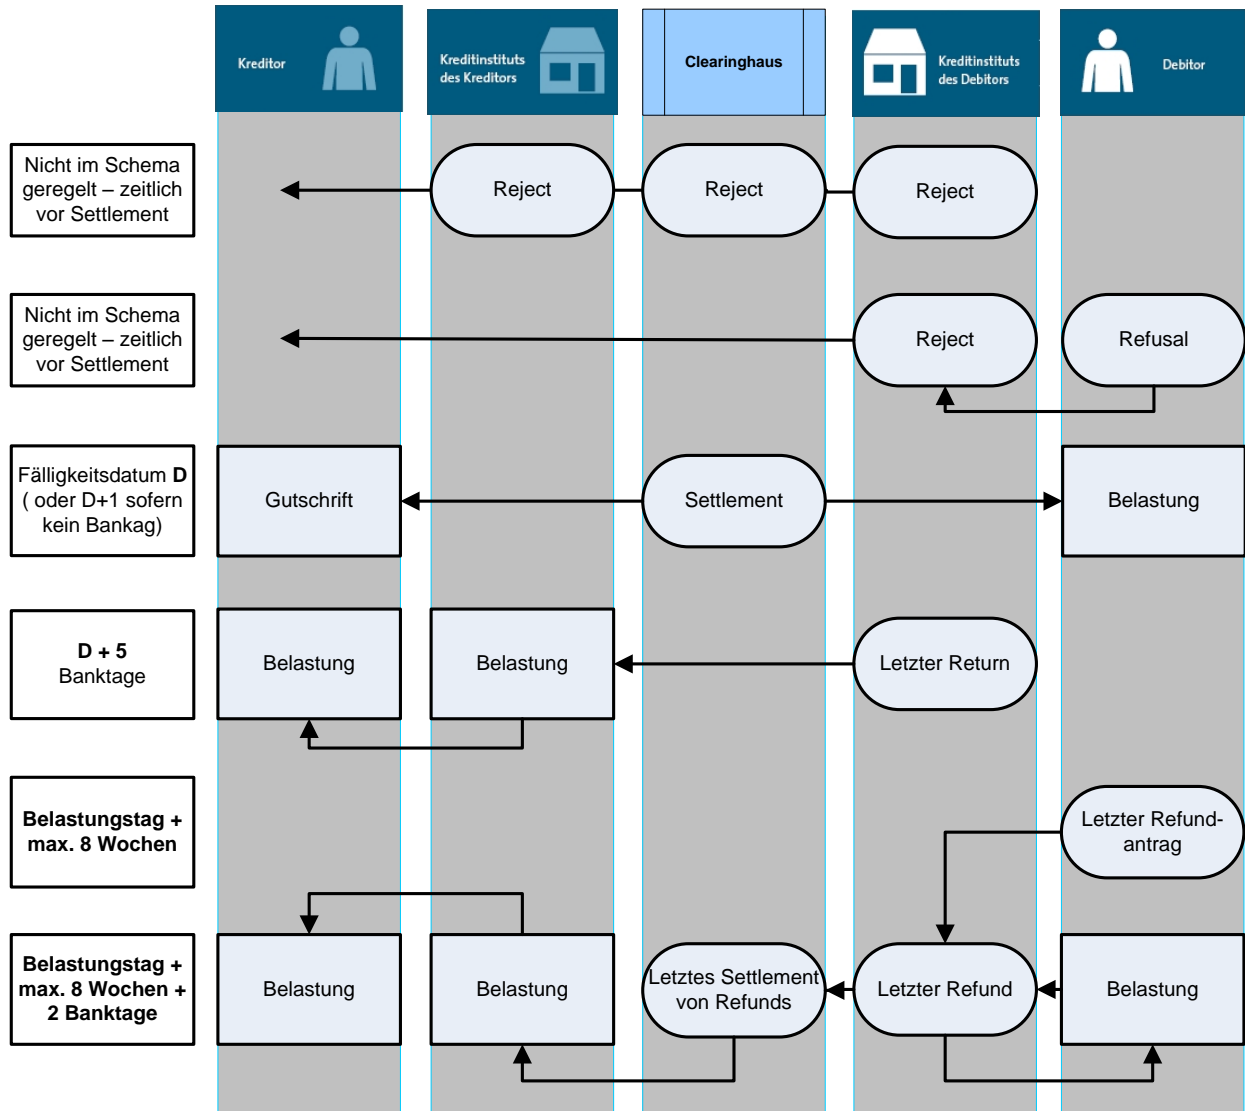 Kreditor
Kreditinstituts
des Kreditors
Clearinghaus
Kreditinstituts
des Debitors
Debitor
Nicht im Schema
geregelt – zeitlich
vor Settlement
Reject
Reject
Reject
Nicht im Schema
geregelt – zeitlich
vor Settlement
Reject
Refusal
Fälligkeitsdatum D
( oder D+1 sofern
kein Bankag)
Gutschrift
Settlement
Belastung
D + 5
Banktage
Belastung
Belastung
Letzter Return
Belastungstag +
max. 8 Wochen
Letzter Refund-
antrag
Belastungstag +
max. 8 Wochen +
2 Banktage
Belastung
Belastung
Letztes Settlement
von Refunds
Letzter Refund
Belastung